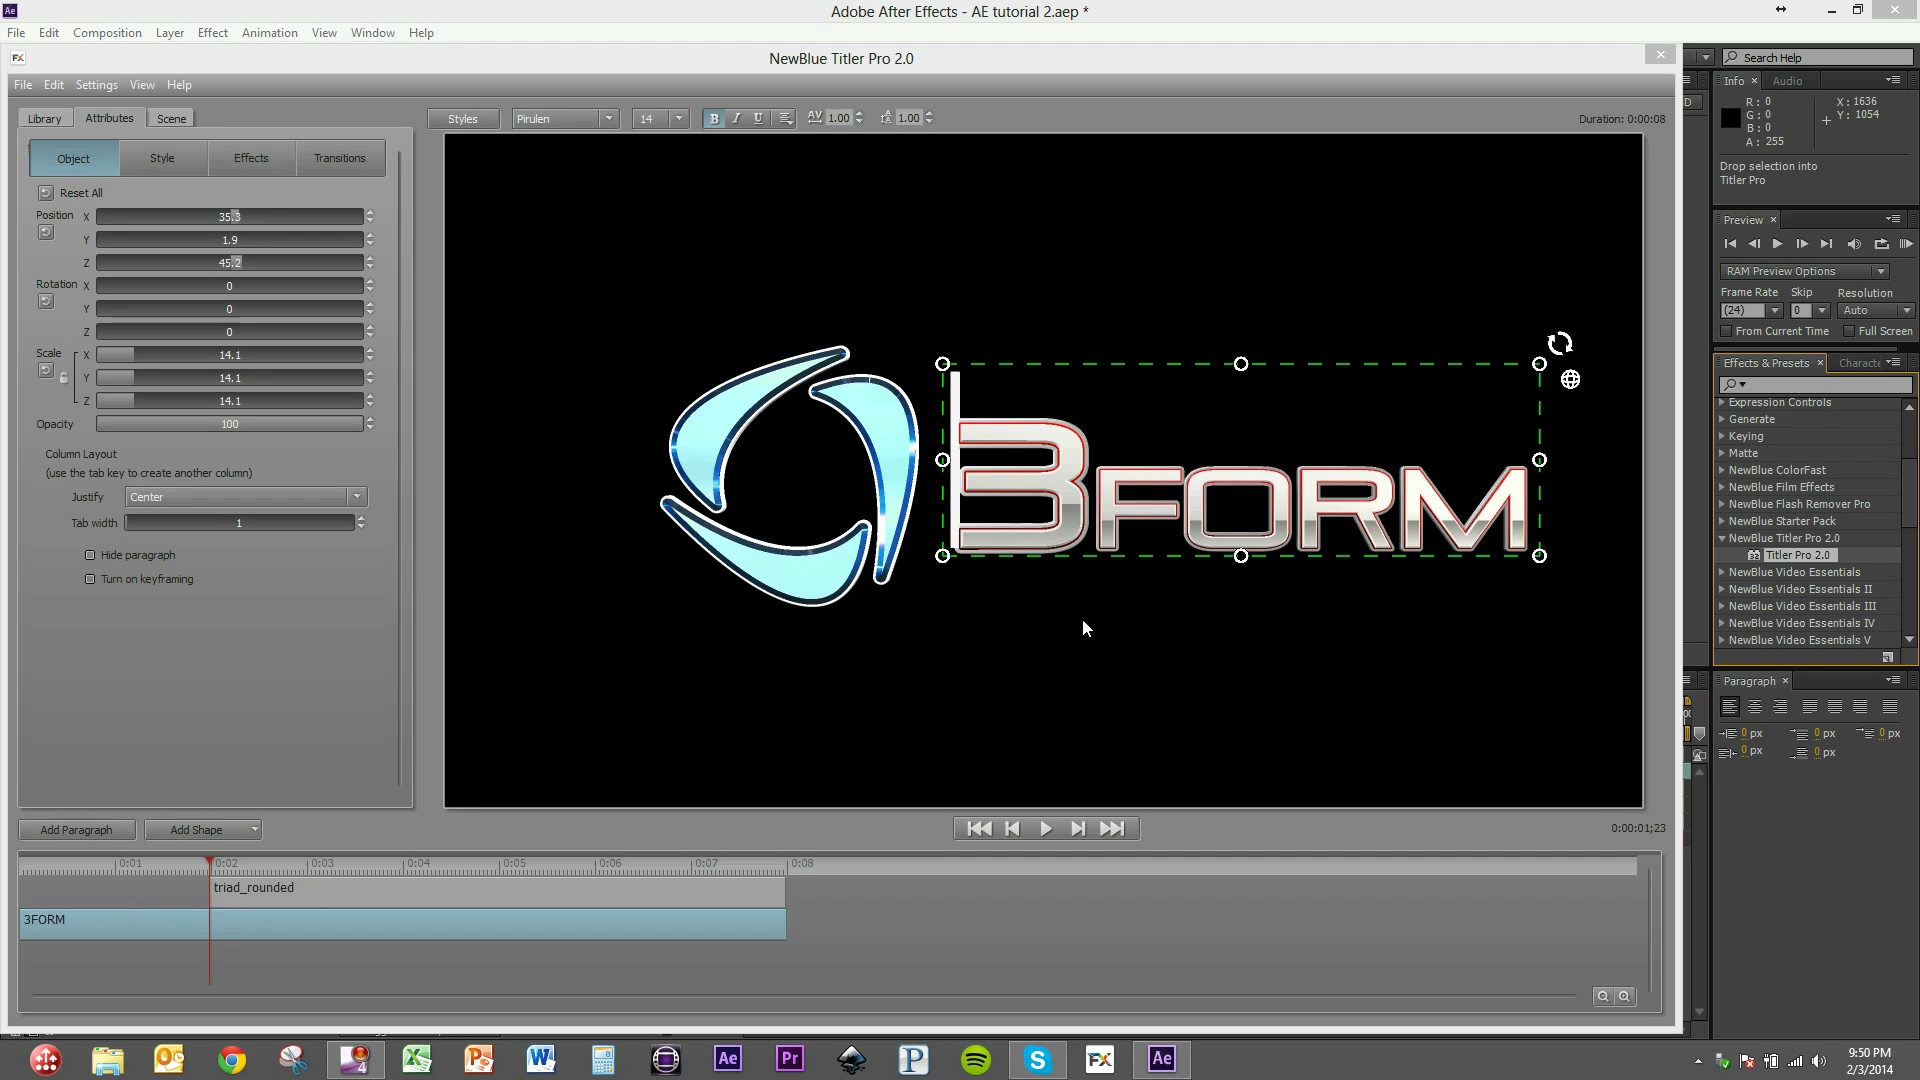 Ae
Adobe After Effects - AE tutorial 2.aep *
File Edit Composition Layer Effect Animation View Window Help
FX
NewBlue Titler Pro 2.0
Search Help
File Edit Settings View Help
Info Audio
Library Attributes Scene
Styles Pirulen 14 B I U AV 1.00 1.00
Duration: 0:00:08
R: 0
G: 0
B: 0
A: 255
X: 1636
Y: 1054
Drop selection into
Titler Pro
Object Style Effects Transitions
Reset All
Position X 35.3
Y 1.9
Z 45.2
Rotation X 0
Y 0
Z 0
Scale X 14.1
Y 14.1
Z 14.1
Opacity 100
Column Layout
(use the tab key to create another column)
Justify Center
Tab width 1
Hide paragraph
Turn on keyframing
3FORM
Preview
RAM Preview Options
Frame Rate Skip Resolution
(24) 0 Auto
From Current Time Full Screen
Effects & Presets Characte
Expression Controls
Generate
Keying
Matte
NewBlue ColorFast
NewBlue Film Effects
NewBlue Flash Remover Pro
NewBlue Starter Pack
NewBlue Titler Pro 2.0
32 Titler Pro 2.0
NewBlue Video Essentials
NewBlue Video Essentials II
NewBlue Video Essentials III
NewBlue Video Essentials IV
NewBlue Video Essentials V
Paragraph
0 px 0 px 0 px
0 px 0 px
Add Paragraph Add Shape
0:00:01;23
0:01 0:02 0:03 0:04 0:05 0:06 0:07 0:08
triad_rounded
3FORM
4 Ae Pr P S FX Ae
9:50 PM
2/3/2014